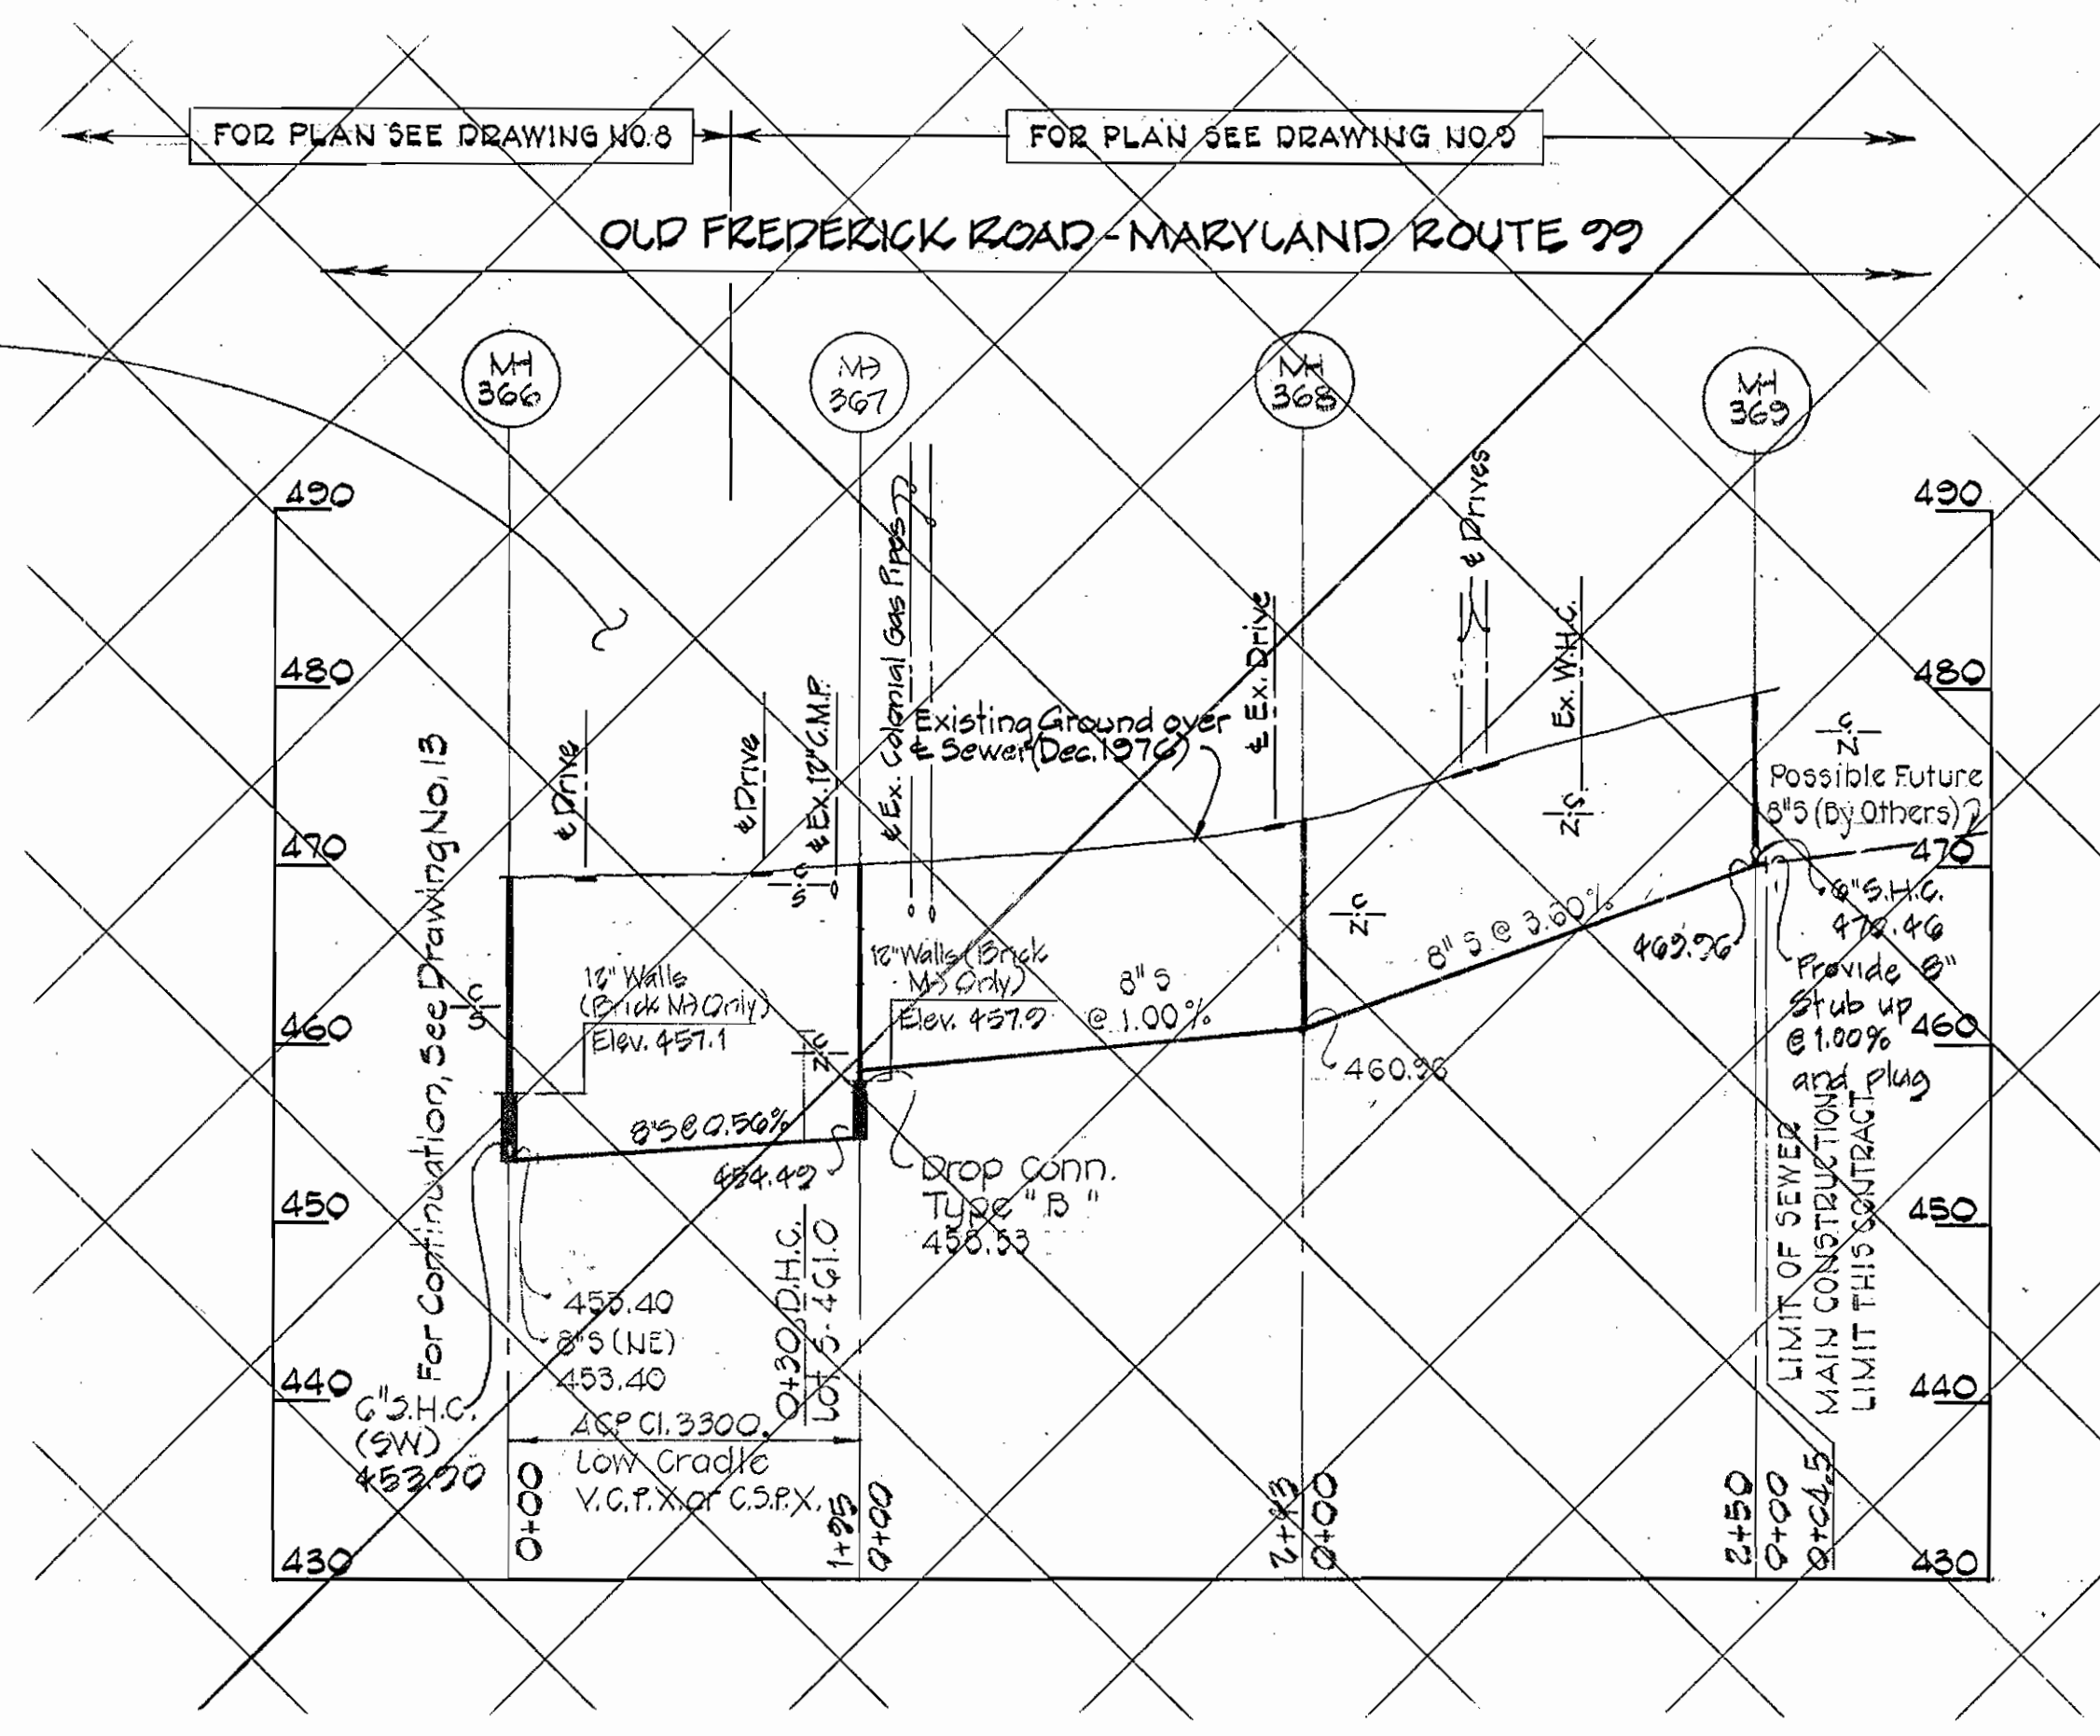 FOR PLAN SEE DRAWING NO.8
FOR PLAN SEE DRAWING NO.9
OLD FREDERICK ROAD - MARYLAND ROUTE 99
MH
366
MH
367
MH
368
MH
369
490
480
470
460
450
440
430
490
480
470
460
450
440
430
For Continuation, See Drawing No. 13
℄ Drive
℄ Drive
℄ Ex. 12" C.M.P.
℄ Ex. Colonial Gas Pipes
Existing Ground over
℄ Sewer (Dec. 1976)
℄ Ex. Drive
℄ Drives
Ex. W.H.C.
C
S
S C
N C
N C
N S
N C
Possible Future
8"S (By Others)
6" S.H.C.
470.46
469.96
Provide 8"
Stub up
@ 1.00%
and plug
12" Walls
(Brick MH Only)
Elev. 457.1
12" Walls (Brick
MH Only)
Elev. 457.9
8" S
@ 1.00%
8" S @ 3.60%
460.96
8"S @ 0.56%
454.49
Drop Conn.
Type "B"
458.53
453.40
8"S (NE)
453.40
6"S.H.C.
(SW)
453.90
ACP Cl. 3300.
Low Cradle
V.C.P.X. or C.S.P.X.
0+30 D.H.C.
Lot 5 - 461.0
LIMIT OF SEWER
MAIN CONSTRUCTION
LIMIT THIS CONTRACT
0+00
1+95
0+00
2+43
0+00
2+50
0+00
0+04.5